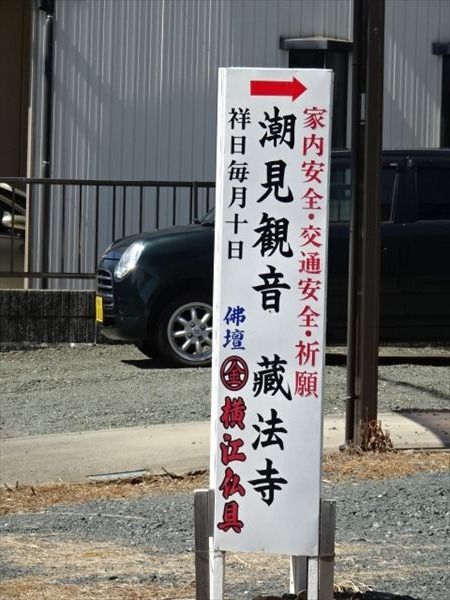 家内安全・交通安全・祈願
潮見観音 蔵法寺
祥日毎月十日
佛壇 金 横江仏具